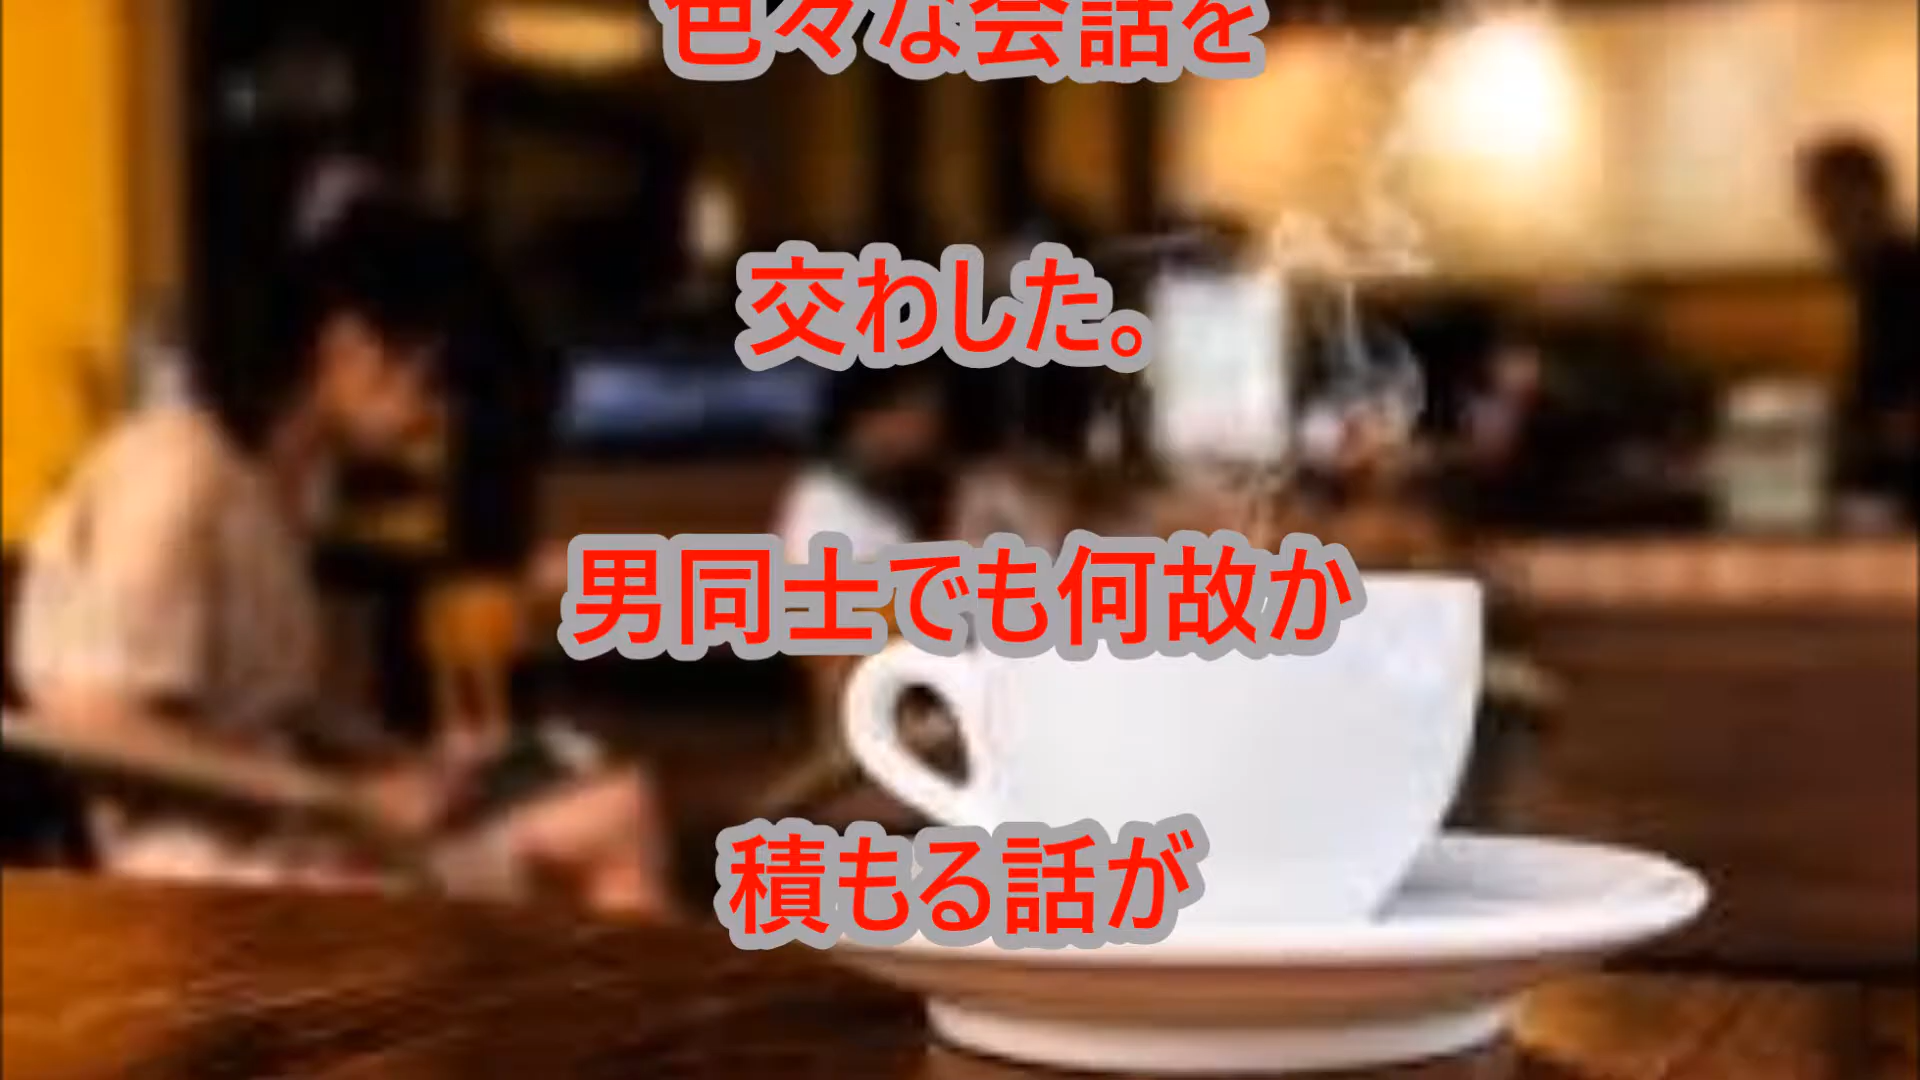 色々な会話を
交わした。
男同士でも何故か
積もる話が